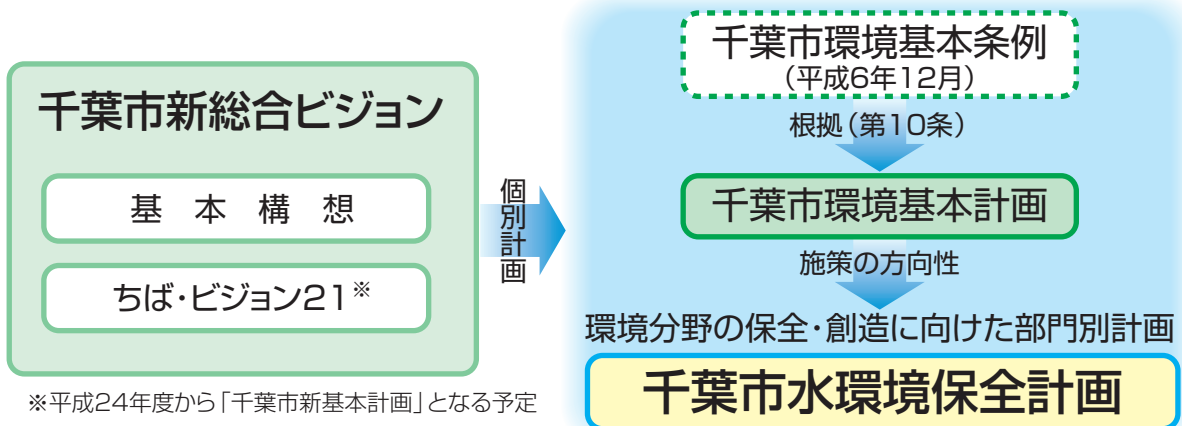 千葉市新総合ビジョン
基本構想
ちば・ビジョン21※
※平成24年度から「千葉市新基本計画」となる予定
個別計画
千葉市環境基本条例
(平成6年12月)
根拠(第10条)
千葉市環境基本計画
施策の方向性
環境分野の保全・創造に向けた部門別計画
千葉市水環境保全計画